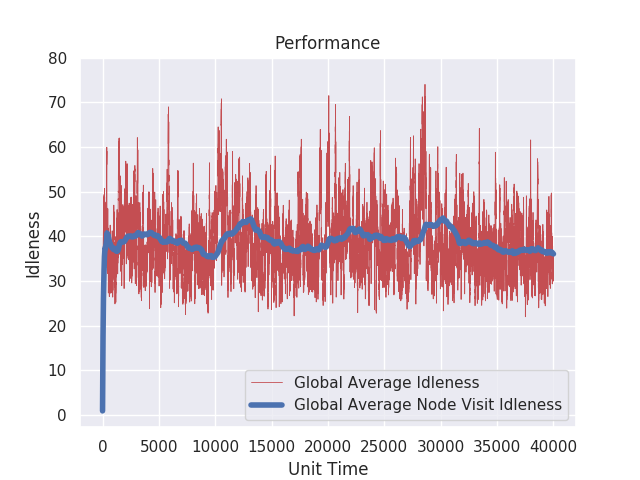 Performance
80
70
60
50
40
30
20
10
0
Idleness
Global Average Idleness
Global Average Node Visit Idleness
0 5000 10000 15000 20000 25000 30000 35000 40000
Unit Time